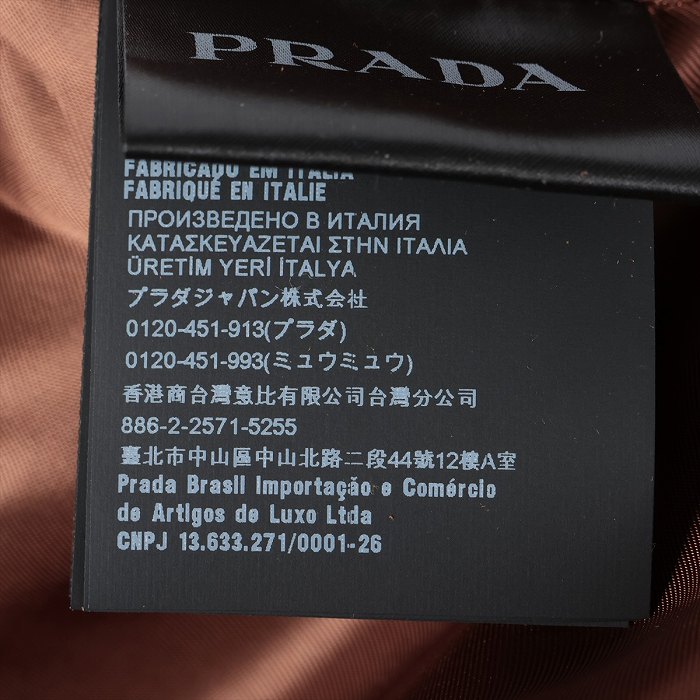 PRADA
FABRICADO EM ITALIA
FABRIQUÉ EN ITALIE
ПРОИЗВЕДЕНО В ИТАЛИЯ
ΚΑΤΑΣΚΕΥΑΖΕΤΑΙ ΣΤΗΝ ΙΤΑΛΙΑ
ÜRETİM YERİ İTALYA
プラダジャパン株式会社
0120-451-913(プラダ)
0120-451-993(ミュウミュウ)
香港商台灣意比有限公司台灣分公司
886-2-2571-5255
臺北市中山區中山北路二段44號12樓A室
Prada Brasil Importação e Comércio
de Artigos de Luxo Ltda
CNPJ 13.633.271/0001-26